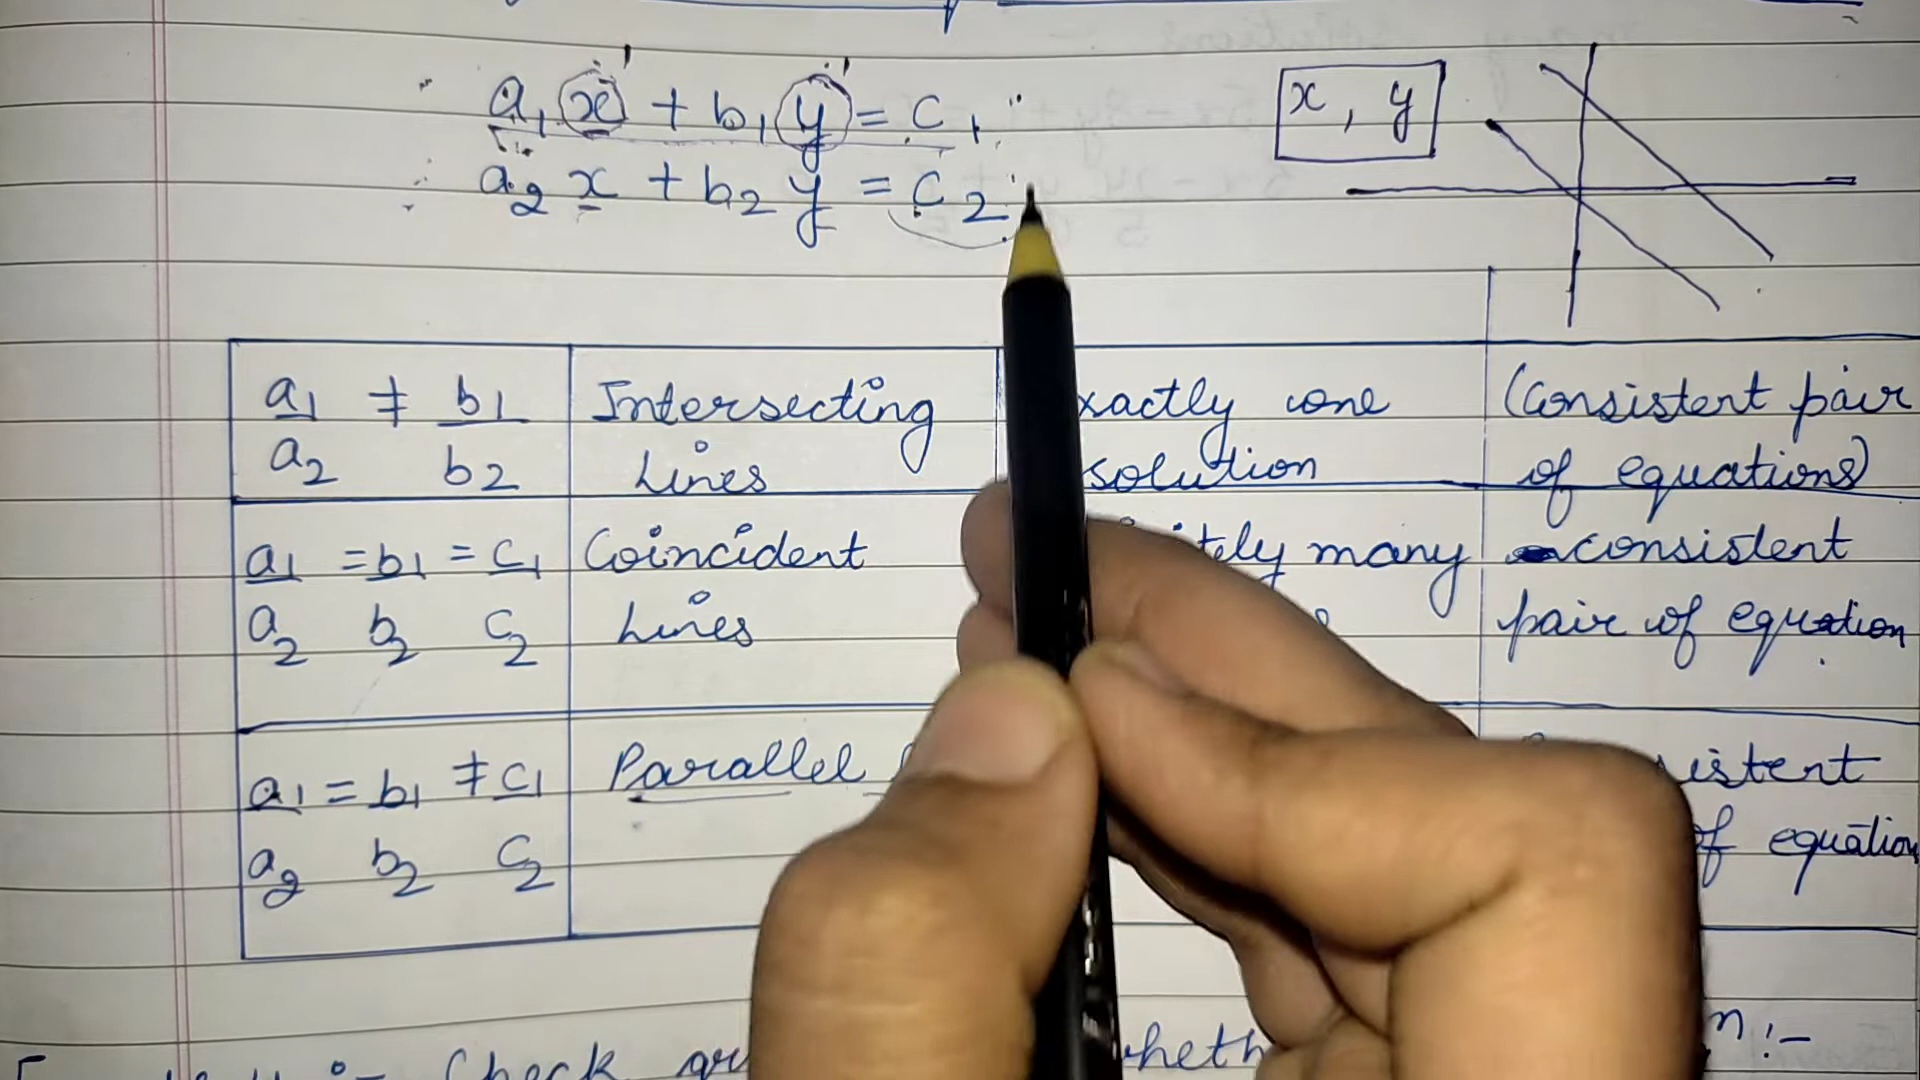 a₁x + b₁y = c₁
a₂x + b₂y = c₂
x, y
a₁ ≠ b₁
a₂ b₂
Intersecting
Lines
xactly one
solution
(Consistent pair
of equations)
a₁ = b₁ = c₁
a₂ b₂ c₂
Coincident
Lines
many
consistent
pair of equation
a₁ = b₁ ≠ c₁
a₂ b₂ c₂
Parallel
istent
of equation
:- Check
n :-